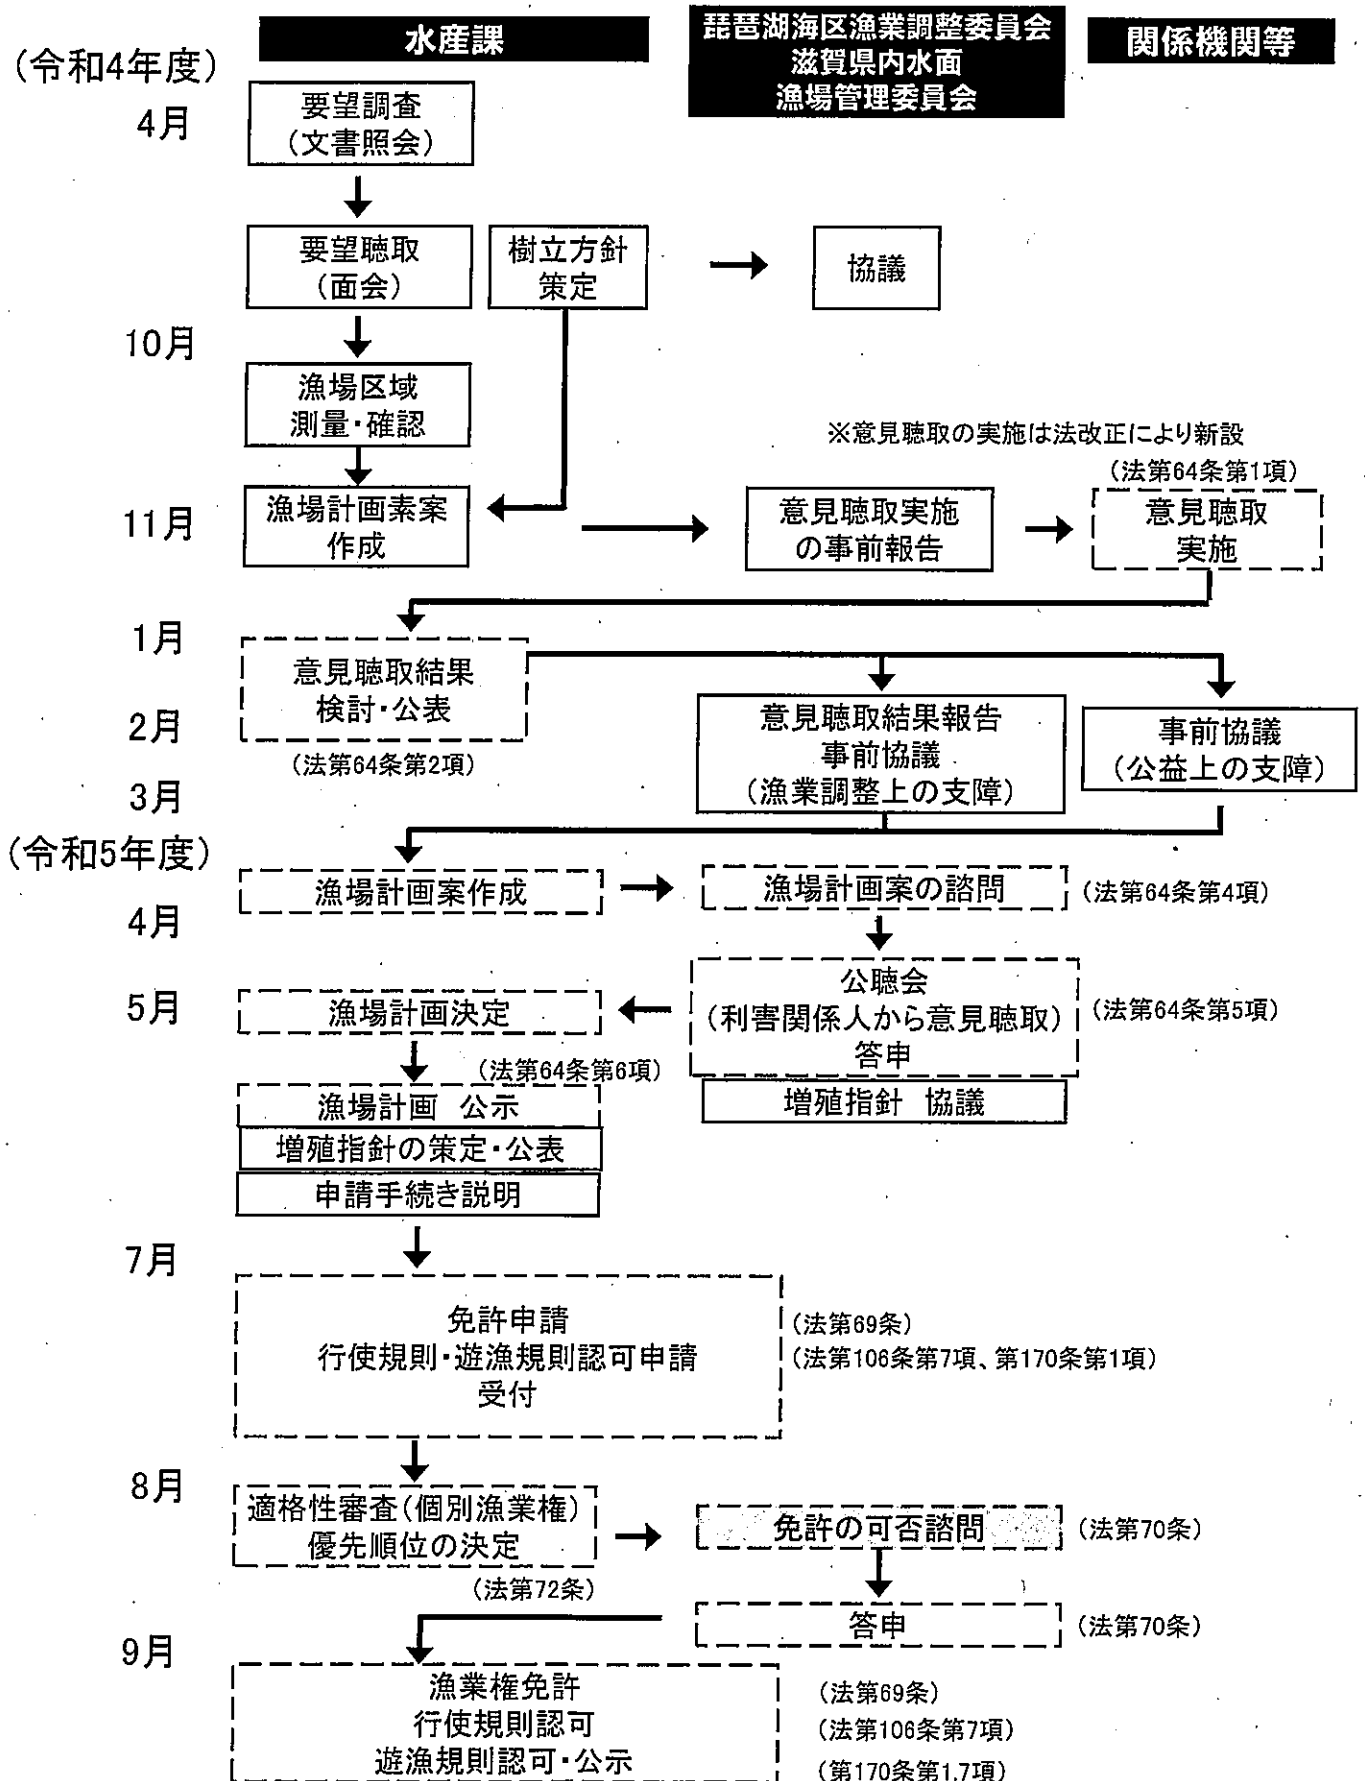 水産課
琵琶湖海区漁業調整委員会
滋賀県内水面
漁場管理委員会
関係機関等
(令和4年度)
4月
要望調査
(文書照会)
要望聴取
(面会)
樹立方針
策定
協議
10月
漁場区域
測量・確認
※意見聴取の実施は法改正により新設
(法第64条第1項)
11月
漁場計画素案
作成
意見聴取実施
の事前報告
意見聴取
実施
1月
意見聴取結果
検討・公表
(法第64条第2項)
2月
意見聴取結果報告
事前協議
(漁業調整上の支障)
事前協議
(公益上の支障)
3月
(令和5年度)
漁場計画案作成
漁場計画案の諮問
(法第64条第4項)
4月
5月
漁場計画決定
公聴会
(利害関係人から意見聴取)
答申
(法第64条第5項)
(法第64条第6項)
漁場計画 公示
増殖指針 協議
増殖指針の策定・公表
申請手続き説明
7月
免許申請
行使規則・遊漁規則認可申請
受付
(法第69条)
(法第106条第7項、第170条第1項)
8月
適格性審査(個別漁業権)
優先順位の決定
(法第72条)
免許の可否諮問
(法第70条)
答申
(法第70条)
9月
漁業権免許
行使規則認可
遊漁規則認可・公示
(法第69条)
(法第106条第7項)
(第170条第1,7項)